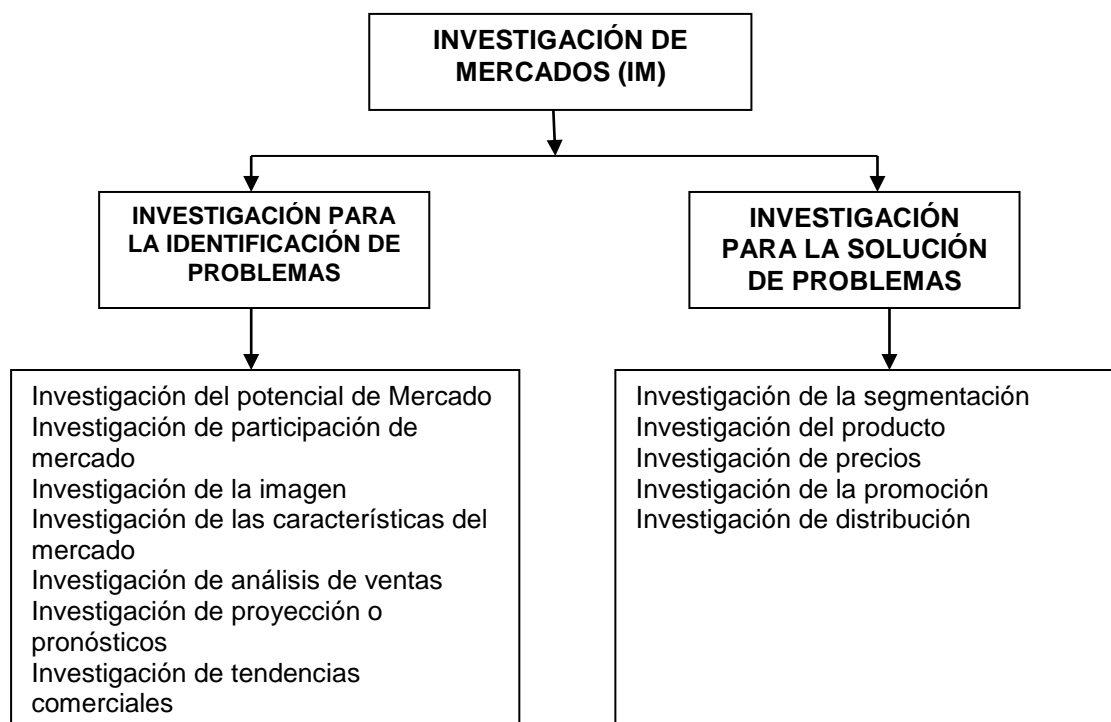 INVESTIGACIÓN DE
MERCADOS (IM)
INVESTIGACIÓN PARA
LA IDENTIFICACIÓN DE
PROBLEMAS
INVESTIGACIÓN
PARA LA SOLUCIÓN
DE PROBLEMAS
Investigación del potencial de Mercado
Investigación de participación de
mercado
Investigación de la imagen
Investigación de las características del
mercado
Investigación de análisis de ventas
Investigación de proyección o
pronósticos
Investigación de tendencias
comerciales
Investigación de la segmentación
Investigación del producto
Investigación de precios
Investigación de la promoción
Investigación de distribución